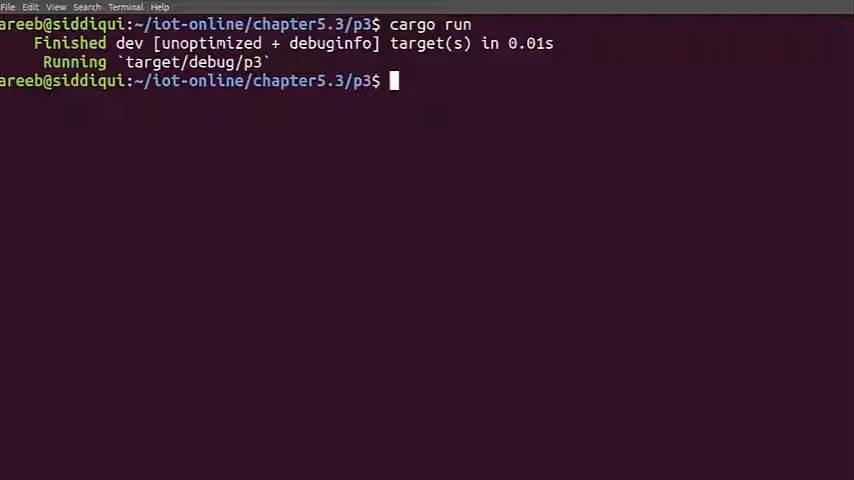 File Edit View Search Terminal Help
areeb@siddiqui:~/iot-online/chapter5.3/p3$ cargo run
Finished dev [unoptimized + debuginfo] target(s) in 0.01s
Running `target/debug/p3`
areeb@siddiqui:~/iot-online/chapter5.3/p3$